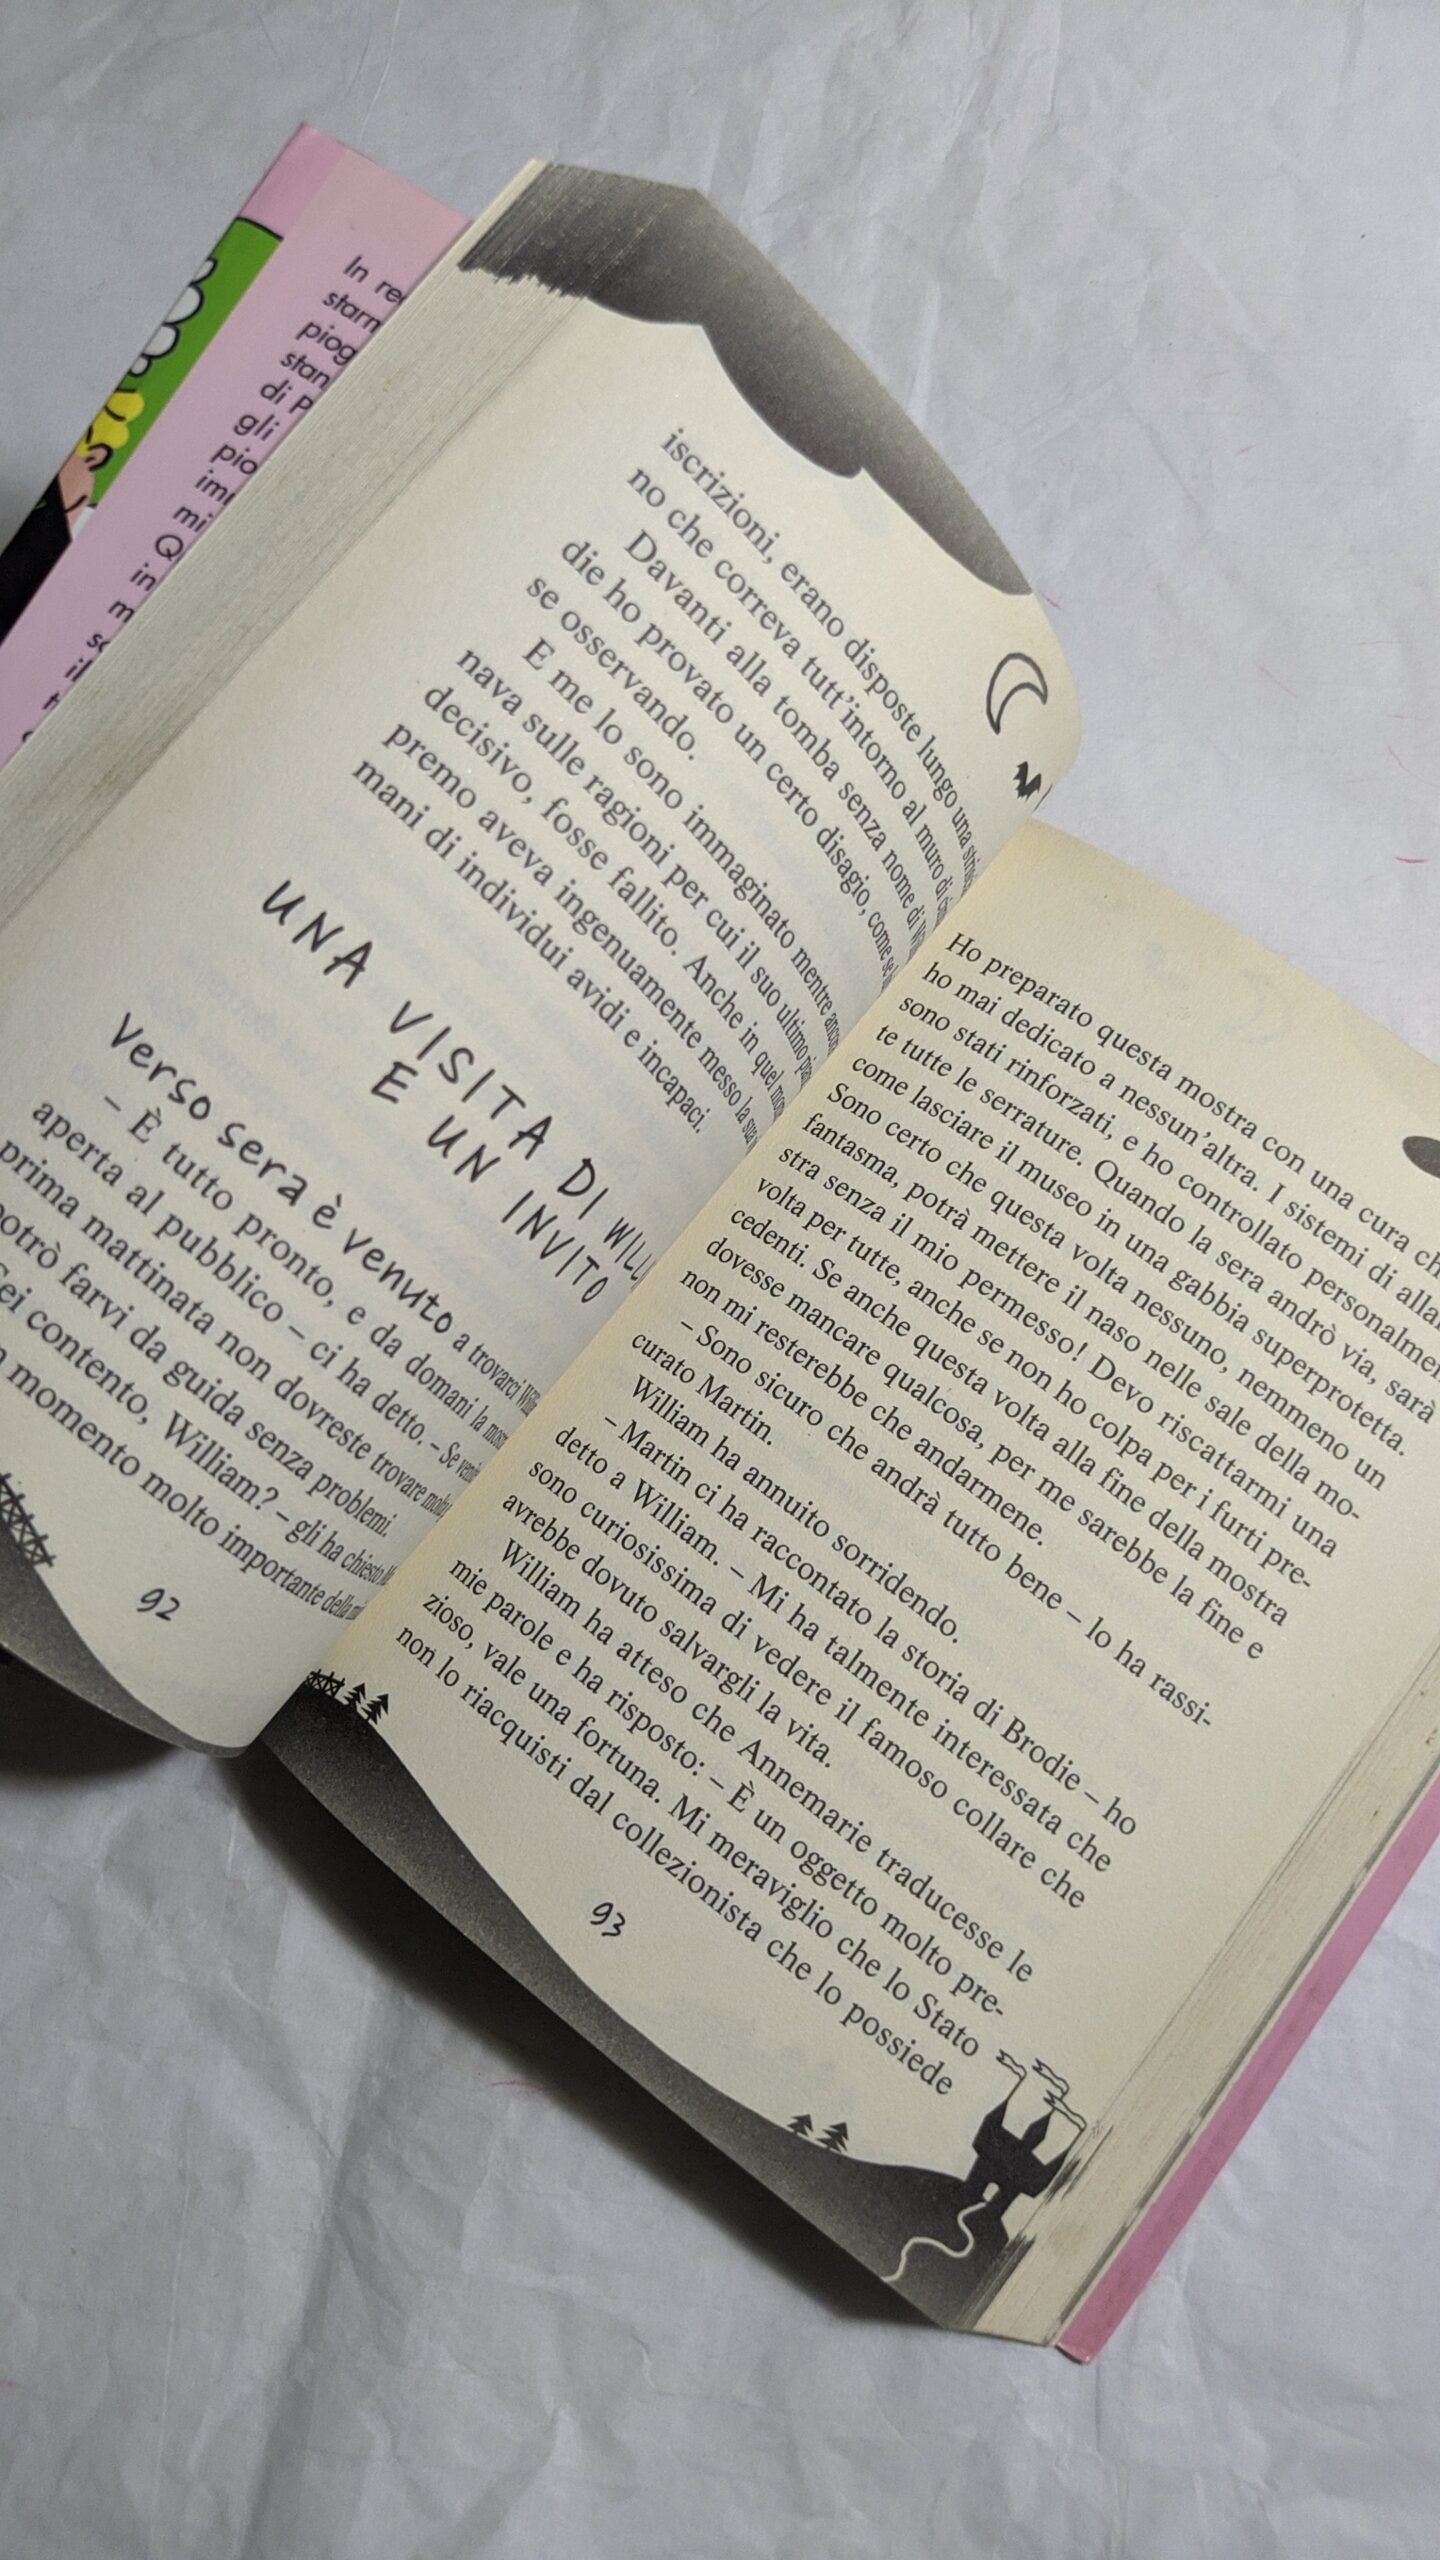 In
piog
di P
gli
in
iscrizioni, erano disposte lungo una
no che correva tutt'intorno al muro di
Davanti alla tomba senza nome di
die ho provato un certo disagio, come se
se osservando.
E me lo sono immaginato mentre
nava sulle ragioni per cui il suo ultimo
decisivo, fosse fallito. Anche in quel
premo aveva ingenuamente messo la sua
mani di individui avidi e incapaci.
UNA VISITA DI WILL
E UN INVITO
Verso sera è venuto a trovarci
– È tutto pronto, e da domani la
aperta al pubblico – ci ha detto. – Se
prima mattinata non dovreste trovare
potrò farvi da guida senza problemi.
Sei contento, William? – gli ha chiesto
momento molto importante della
92
Ho preparato questa mostra con una cura
ho mai dedicato a nessun'altra. I sistemi di
sono stati rinforzati, e ho controllato
te tutte le serrature. Quando la sera andrò via, sarà
come lasciare il museo in una gabbia superprotetta.
Sono certo che questa volta nessuno, nemmeno un
fantasma, potrà mettere il naso nelle sale della mo-
stra senza il mio permesso! Devo riscattarmi una
volta per tutte, anche se non ho colpa per i furti pre-
cedenti. Se anche questa volta alla fine della mostra
dovesse mancare qualcosa, per me sarebbe la fine e
non mi resterebbe che andarmene.
– Sono sicuro che andrà tutto bene – lo ha rassi-
curato Martin.
William ha annuito sorridendo.
– Martin ci ha raccontato la storia di Brodie – ho
detto a William. – Mi ha talmente interessata che
sono curiosissima di vedere il famoso collare che
avrebbe dovuto salvargli la vita.
William ha atteso che Annemarie traducesse le
mie parole e ha risposto: – È un oggetto molto pre-
zioso, vale una fortuna. Mi meraviglio che lo Stato
non lo riacquisti dal collezionista che lo possiede
93